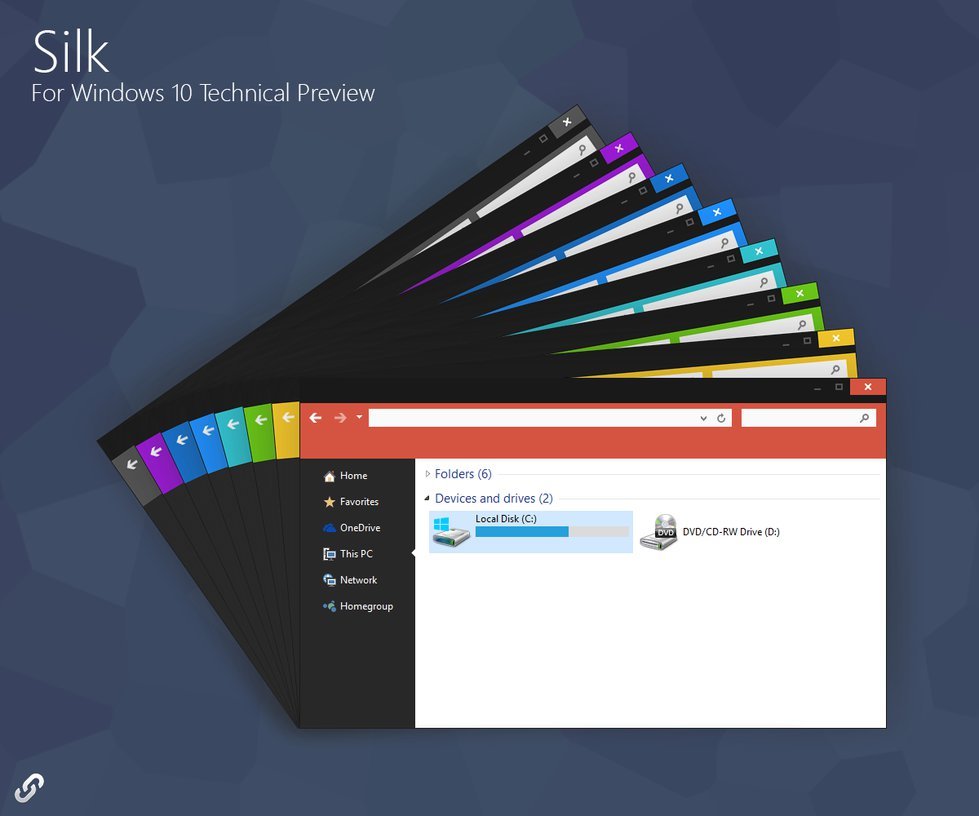 Silk
For Windows 10 Technical Preview
Home
Favorites
OneDrive
This PC
Network
Homegroup
Folders (6)
Devices and drives (2)
Local Disk (C:)
DVD
DVD/CD-RW Drive (D:)